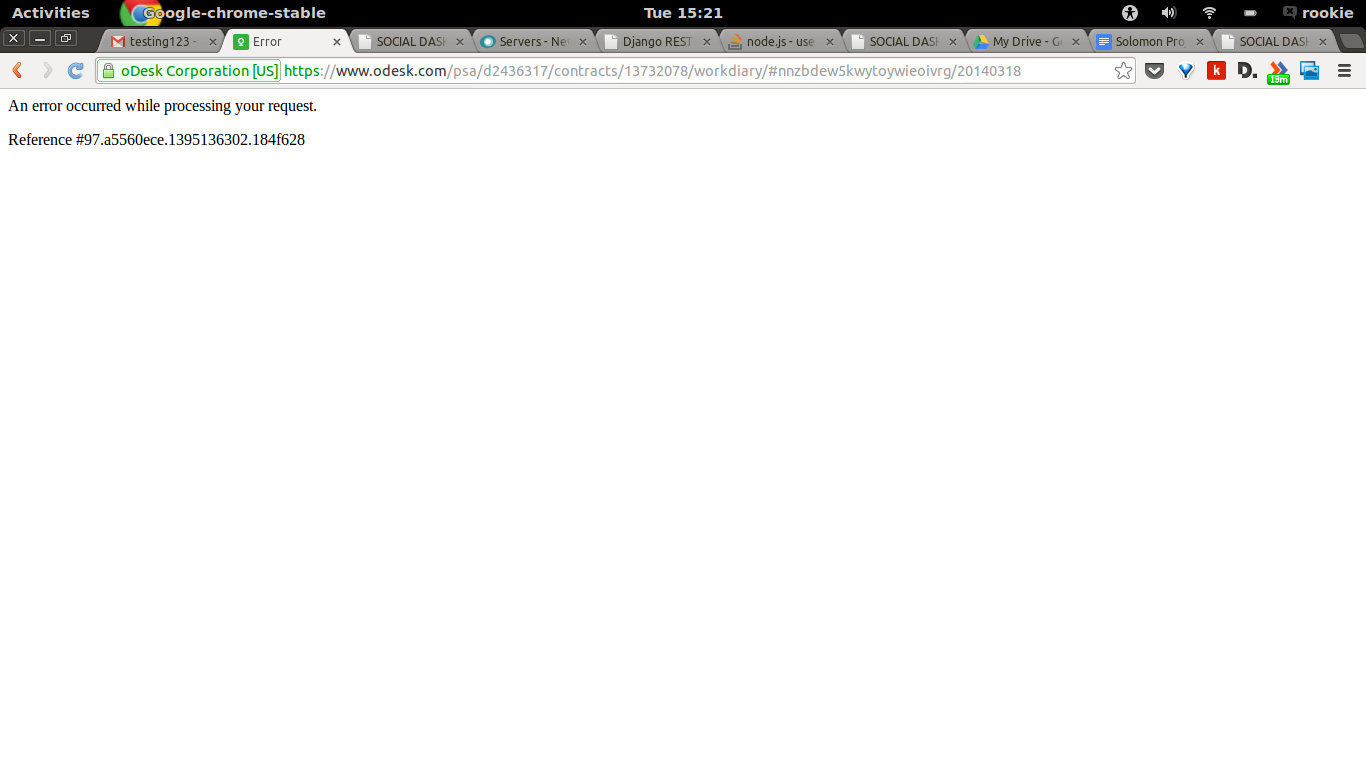 Activities Google-chrome-stable Tue 15:21 rookie
testing123 - Error SOCIAL DASH Servers - Ne Django REST node.js - use SOCIAL DASH My Drive - G Solomon Pro SOCIAL DASH
oDesk Corporation [US] https://www.odesk.com/psa/d2436317/contracts/13732078/workdiary/#nnzbdew5kwytoywieoivrg/20140318 k D.
19m
An error occurred while processing your request.
Reference #97.a5560ece.1395136302.184f628